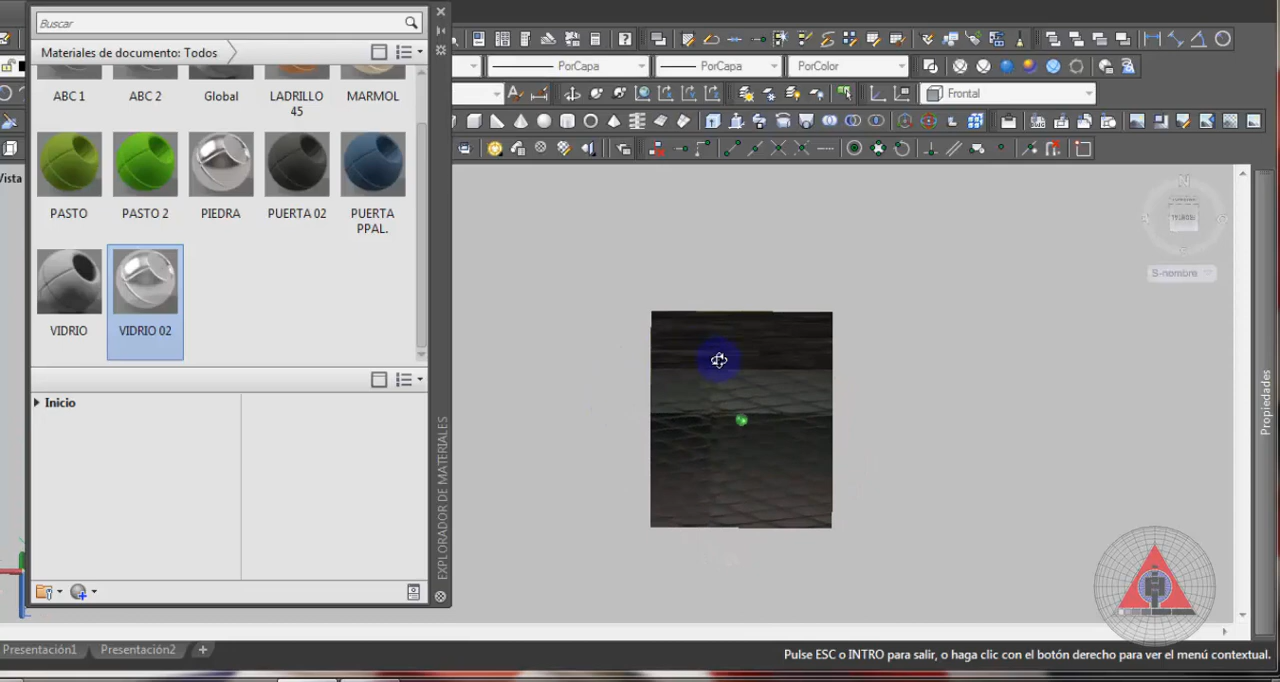 Buscar
Materiales de documento: Todos
ABC 1
ABC 2
Global
LADRILLO
45
MARMOL
PASTO
PASTO 2
PIEDRA
PUERTA 02
PUERTA
PPAL.
VIDRIO
VIDRIO 02
Inicio
EXPLORADOR DE MATERIALES
PorCapa
PorCapa
PorColor
Frontal
Vista
N
S-nombre
Propiedades
Presentación1
Presentación2
Pulse ESC o INTRO para salir, o haga clic con el botón derecho para ver el menú contextual.